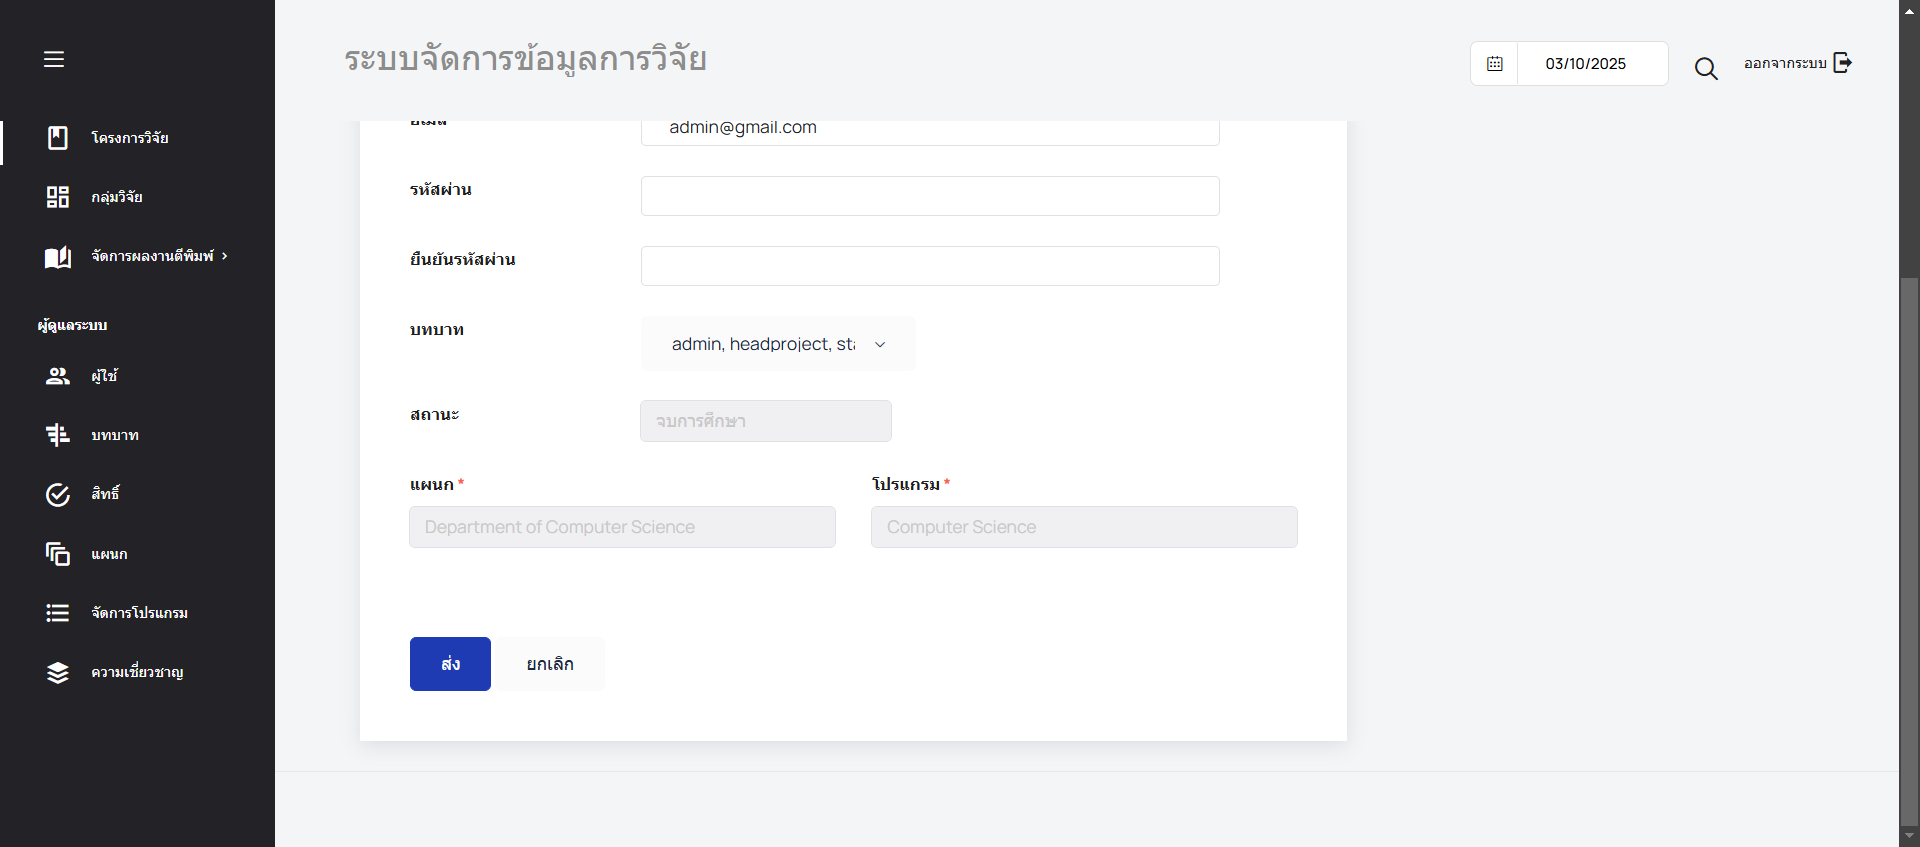 ระบบจัดการข้อมูลการวิจัย
03/10/2025
ออกจากระบบ
โครงการวิจัย
กลุ่มวิจัย
จัดการผลงานตีพิมพ์
ผู้ดูแลระบบ
ผู้ใช้
บทบาท
สิทธิ์
แผนก
จัดการโปรแกรม
ความเชี่ยวชาญ
อีเมล
admin@gmail.com
รหัสผ่าน
ยืนยันรหัสผ่าน
บทบาท
admin, headproject, sta
สถานะ
จบการศึกษา
แผนก *
โปรแกรม *
Department of Computer Science
Computer Science
ส่ง
ยกเลิก